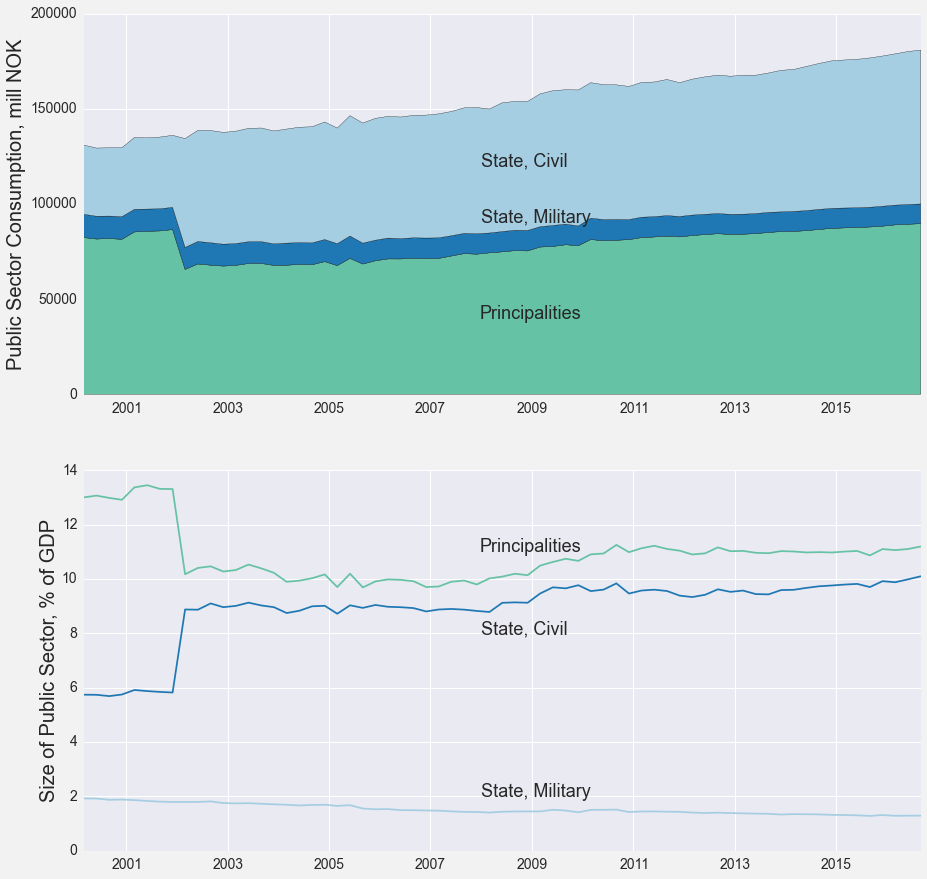 Public Sector Consumption, mill NOK
200000
150000
100000
50000
0
State, Civil
State, Military
Principalities
2001 2003 2005 2007 2009 2011 2013 2015
Size of Public Sector, % of GDP
14
12
10
8
6
4
2
0
Principalities
State, Civil
State, Military
2001 2003 2005 2007 2009 2011 2013 2015